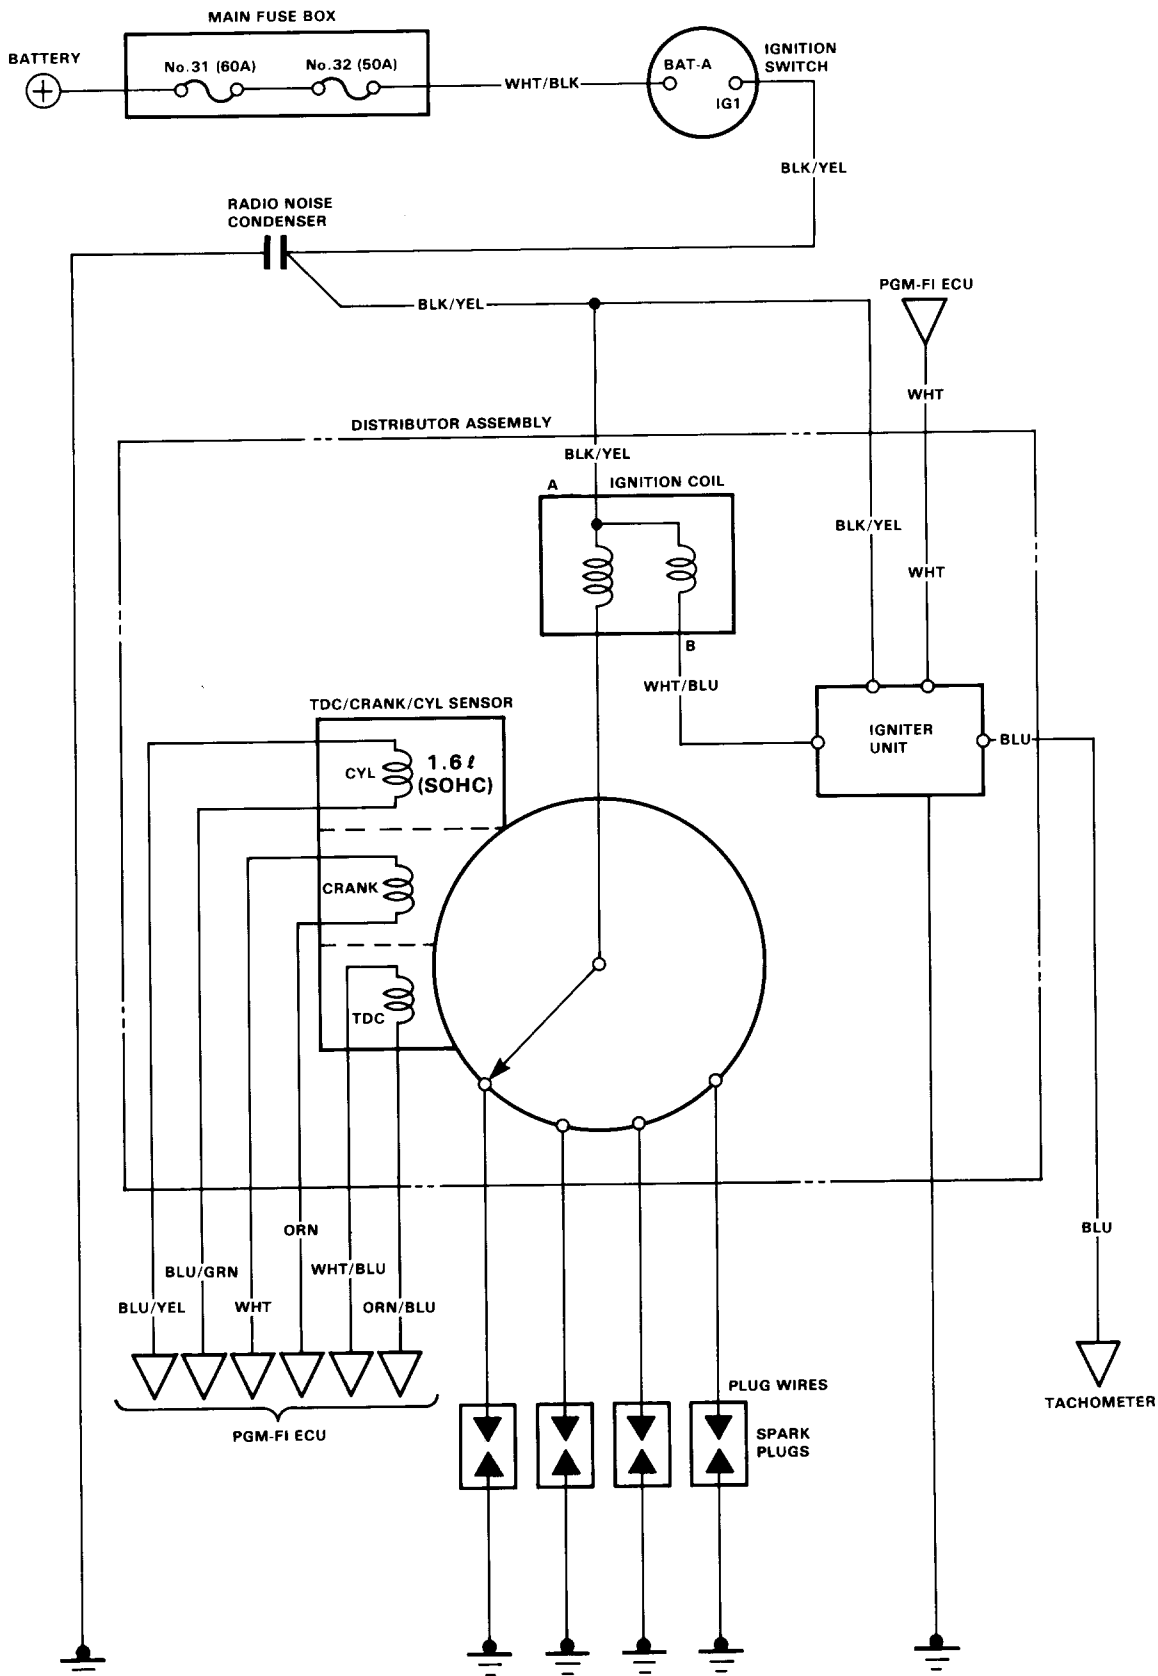 MAIN FUSE BOX
BATTERY
No.31 (60A)
No.32 (50A)
WHT/BLK
BAT-A
IG1
IGNITION
SWITCH
BLK/YEL
RADIO NOISE
CONDENSER
BLK/YEL
PGM-FI ECU
WHT
DISTRIBUTOR ASSEMBLY
BLK/YEL
A
IGNITION COIL
BLK/YEL
WHT
B
WHT/BLU
TDC/CRANK/CYL SENSOR
CYL
1.6ℓ
(SOHC)
IGNITER
UNIT
BLU
CRANK
TDC
ORN
BLU
BLU/GRN
WHT/BLU
BLU/YEL
WHT
ORN/BLU
PLUG WIRES
TACHOMETER
PGM-FI ECU
SPARK
PLUGS